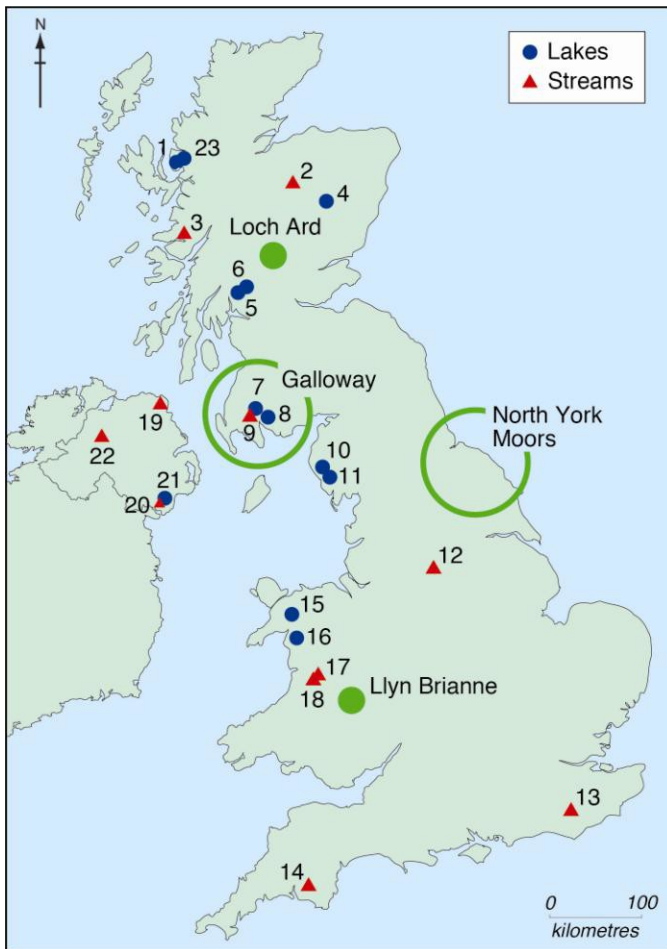 N
Lakes
Streams
1
23
2
4
3
Loch Ard
6
5
7
Galloway
8
9
19
North York
Moors
22
10
21
11
20
12
15
16
17
Llyn Brianne
18
13
14
0 100
kilometres